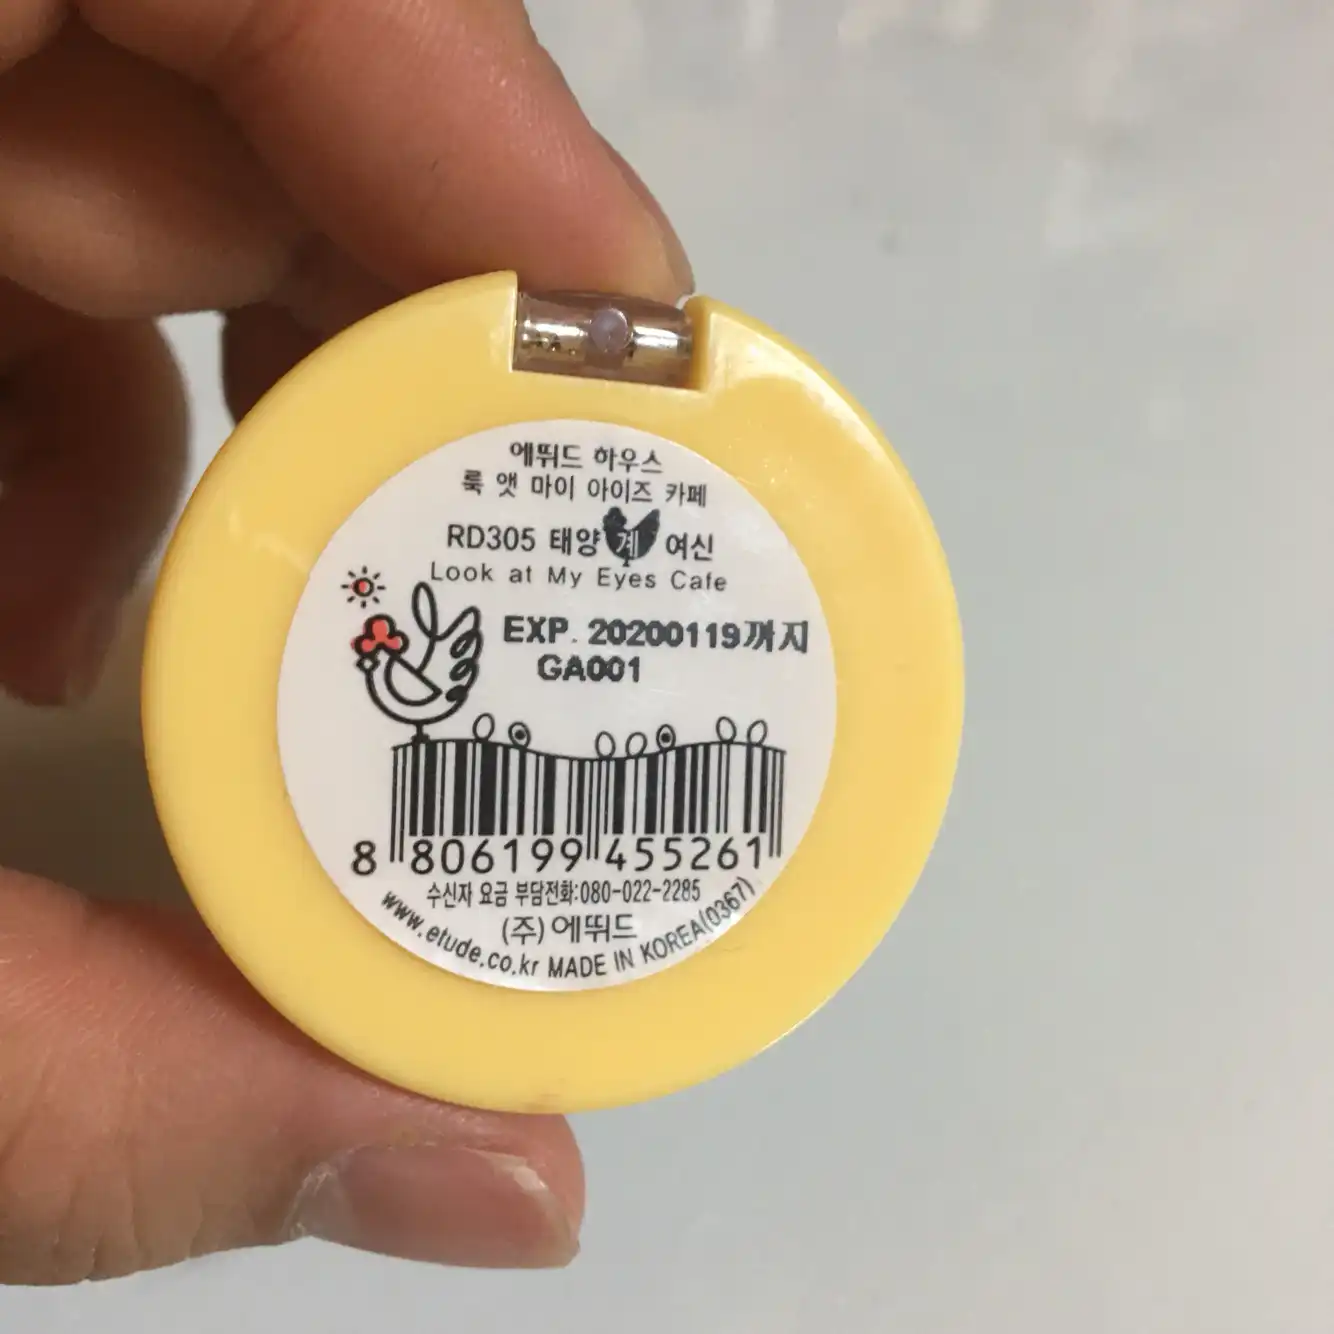 에뛰드 하우스
룩 앳 마이 아이즈 카페
RD305 태양계 여신
Look at My Eyes Cafe
EXP. 20200119까지
GA001
8 806199 455261
수신자 요금 부담전화:080-022-2285
(주)에뛰드
www.etude.co.kr MADE IN KOREA(0367)